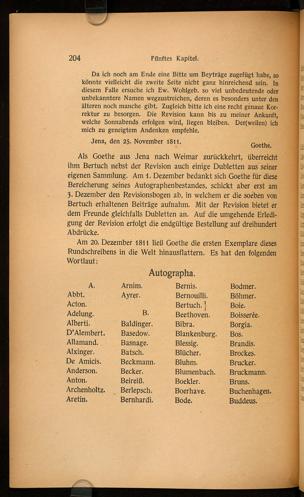 204 Fünftes Kapitel.
Da ich noch am Ende eine Bitte um Beyträge zugefügt habe, so
könnte vielleicht die zweite Seite nicht ganz hinreichend sein. In
diesem Falle ersuche ich Ew. Wohlgeb. so viel unbedeutende oder
unbekannte Namen wegzustreichen, deren es besonders unter den
älteren noch manche gibt. Zugleich bitte ich eine recht genaue Kor-
rektur zu besorgen. Die Revision kann bis zu meiner Ankunft,
welche Sonnabends erfolgen wird, liegen bleiben. Der(weilen) ich
mich zu geneigtem Andenken empfehle.
Jena, den 25. November 1811.
Goethe.
Als Goethe aus Jena nach Weimar zurückkehrt, überreicht
ihm Bertuch nebst der Revision auch einige Dubletten aus seiner
eigenen Sammlung. Am 1. Dezember bedankt sich Goethe für diese
Bereicherung seines Autographenbestandes, schickt aber erst am
3. Dezember den Revisionsbogen ab, in welchem er die soeben von
Bertuch erhaltenen Beiträge aufnahm. Mit der Revision bietet er
dem Freunde gleichfalls Dubletten an. Auf die umgehende Erledi-
gung der Revision erfolgt die endgültige Bestellung auf dreihundert
Abdrücke.
Am 20. Dezember 1811 ließ Goethe die ersten Exemplare dieses
Rundschreibens in die Welt hinausflattern. Es hat den folgenden
Wortlaut:
Autographa.
A.
Abbt.
Acton.
Adelung.
Alberti.
D'Alembert.
Allamand.
Alxinger.
De Amicis.
Anderson.
Anton.
Archenholtz.
Aretin.
Arnim.
Ayrer.
B.
Baldinger.
Basedow.
Basnage.
Batsch.
Beckmann.
Becker.
Beireiß.
Berlepsch.
Bernhardi.
Bernis.
Bernouilli.
Bertuch.
Beethoven.
Bibra.
Blankenburg.
Blessig.
Blücher.
Bluhm.
Blumenbach.
Boekler.
Boerhave.
Bode.
Bodmer.
Böhmer.
Boie.
Boisserée.
Borgia.
Bos.
Brandis.
Brockes.
Brucker.
Bruckmann.
Bruns.
Buchenhagen.
Buddeus.